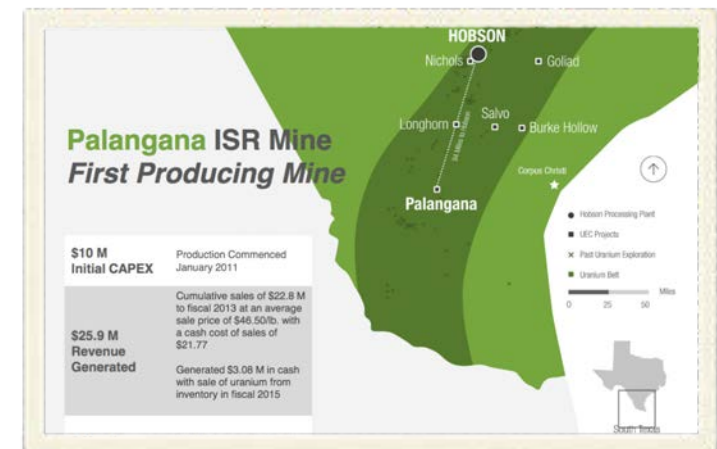 HOBSON
Nichols
Goliad
Longhorn
Salvo
Burke Hollow
Corpus Christi
Palangana
Palangana ISR Mine
First Producing Mine
$10 M
Initial CAPEX
Production Commenced
January 2011
$25.9 M
Revenue
Generated
Cumulative sales of $22.8 M
to fiscal 2013 at an average
sale price of $46.50/lb. with
a cash cost of sales of
$21.77
Generated $3.08 M in cash
with sale of uranium from
inventory in fiscal 2015
Hobson Processing Plant
UEC Projects
Past Uranium Exploration
Uranium Belt
Miles
0 25 50
South Texas